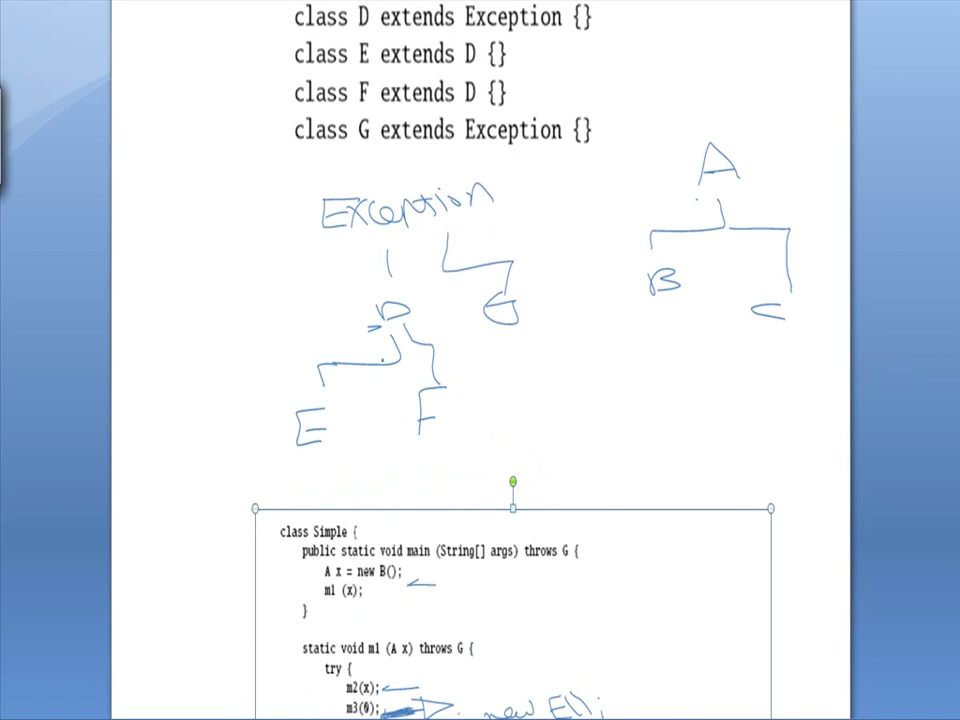 class D extends Exception {}
class E extends D {}
class F extends D {}
class G extends Exception {}
A
Exception
B
C
D
G
E
F
class Simple {
public static void main (String[] args) throws G {
A x = new B();
m1 (x);
}
static void m1 (A x) throws G {
try {
m2(x);
m3(0); new E();